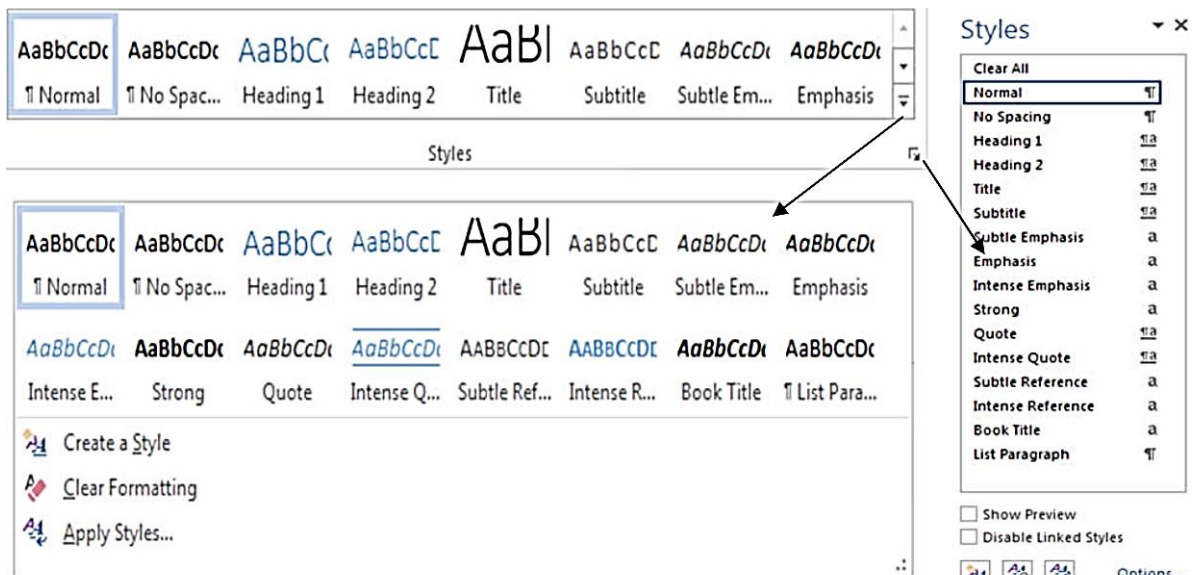 AaBbCcDc AaBbCcDc AaBbCc AaBbCcC AaBl AaBbCcC AaBbCcDc AaBbCcDc
¶ Normal ¶ No Spac... Heading 1 Heading 2 Title Subtitle Subtle Em... Emphasis
Styles
AaBbCcDc AaBbCcDc AaBbCc AaBbCcC AaBl AaBbCcC AaBbCcDc AaBbCcDc
¶ Normal ¶ No Spac... Heading 1 Heading 2 Title Subtitle Subtle Em... Emphasis
AaBbCcDc AaBbCcDc AaBbCcDc AaBbCcDc AABBCCDC AABBCCDC AaBbCcDc AaBbCcDc
Intense E... Strong Quote Intense Q... Subtle Ref... Intense R... Book Title ¶ List Para...
Create a Style
Clear Formatting
Apply Styles...
Styles
Clear All
Normal ¶
No Spacing ¶
Heading 1 ¶a
Heading 2 ¶a
Title ¶a
Subtitle ¶a
Subtle Emphasis a
Emphasis a
Intense Emphasis a
Strong a
Quote ¶a
Intense Quote ¶a
Subtle Reference a
Intense Reference a
Book Title a
List Paragraph ¶
Show Preview
Disable Linked Styles
Options...